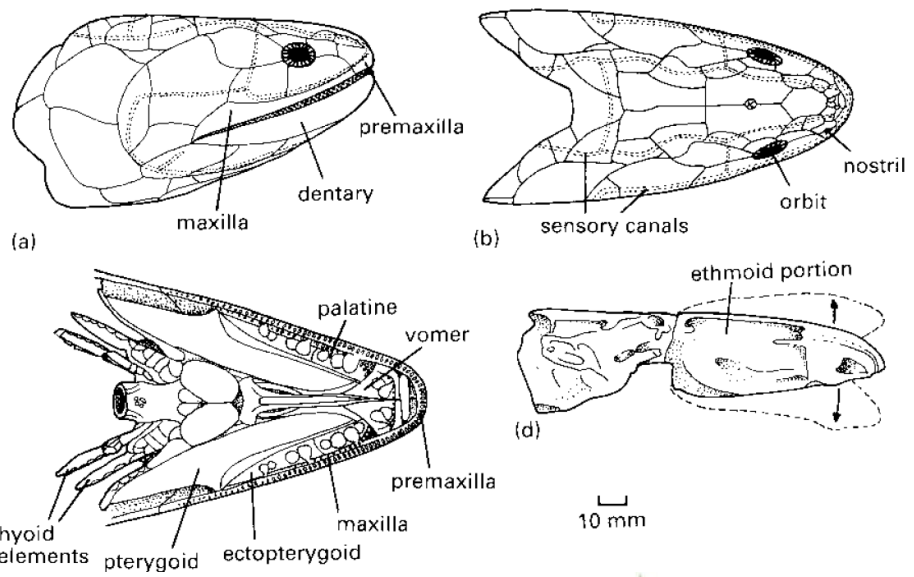 premaxilla
dentary
maxilla
(a)
nostril
orbit
sensory canals
(b)
palatine
vomer
premaxilla
maxilla
ectopterygoid
pterygoid
hyoid
elements
ethmoid portion
(d)
10 mm